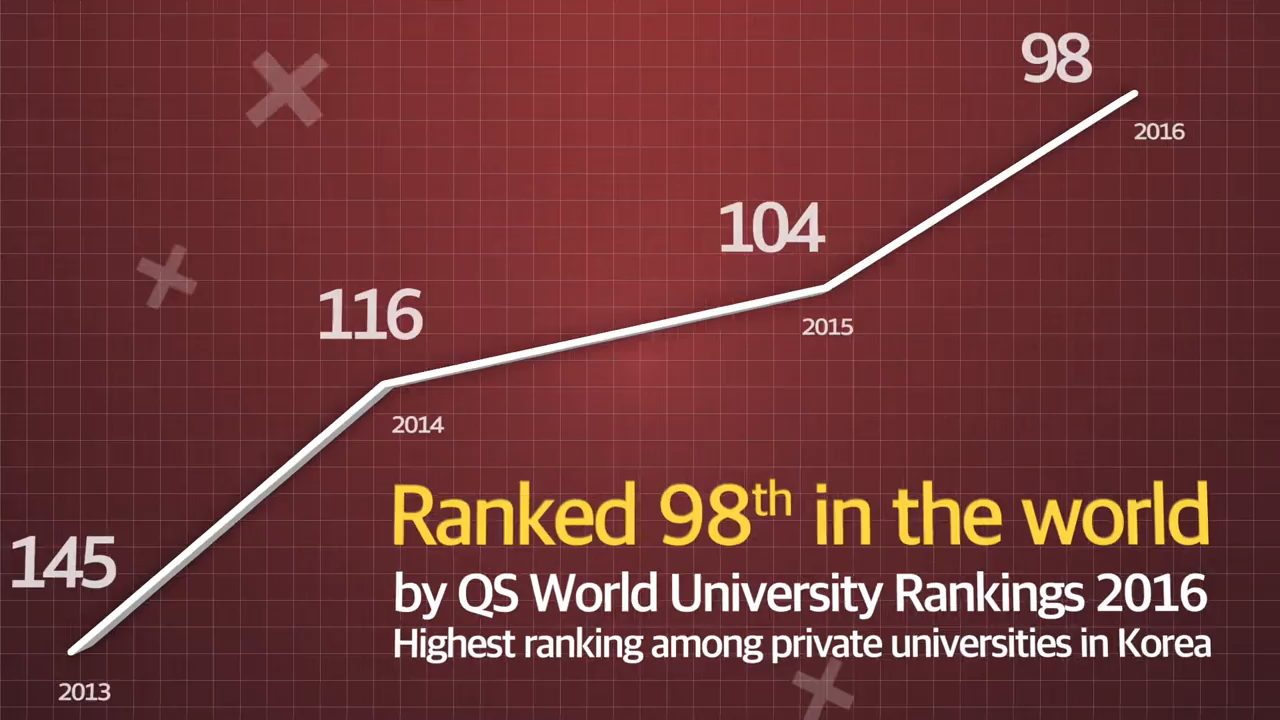 98
2016
104
2015
116
2014
145
2013
Ranked 98th in the world
by QS World University Rankings 2016
Highest ranking among private universities in Korea